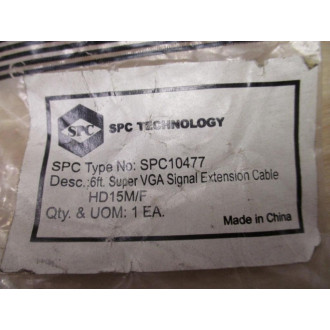 SPC
SPC TECHNOLOGY
SPC Type No: SPC10477
Desc.;6ft. Super VGA Signal Extension Cable
HD15M/F
Qty. & UOM: 1 EA.
Made in China